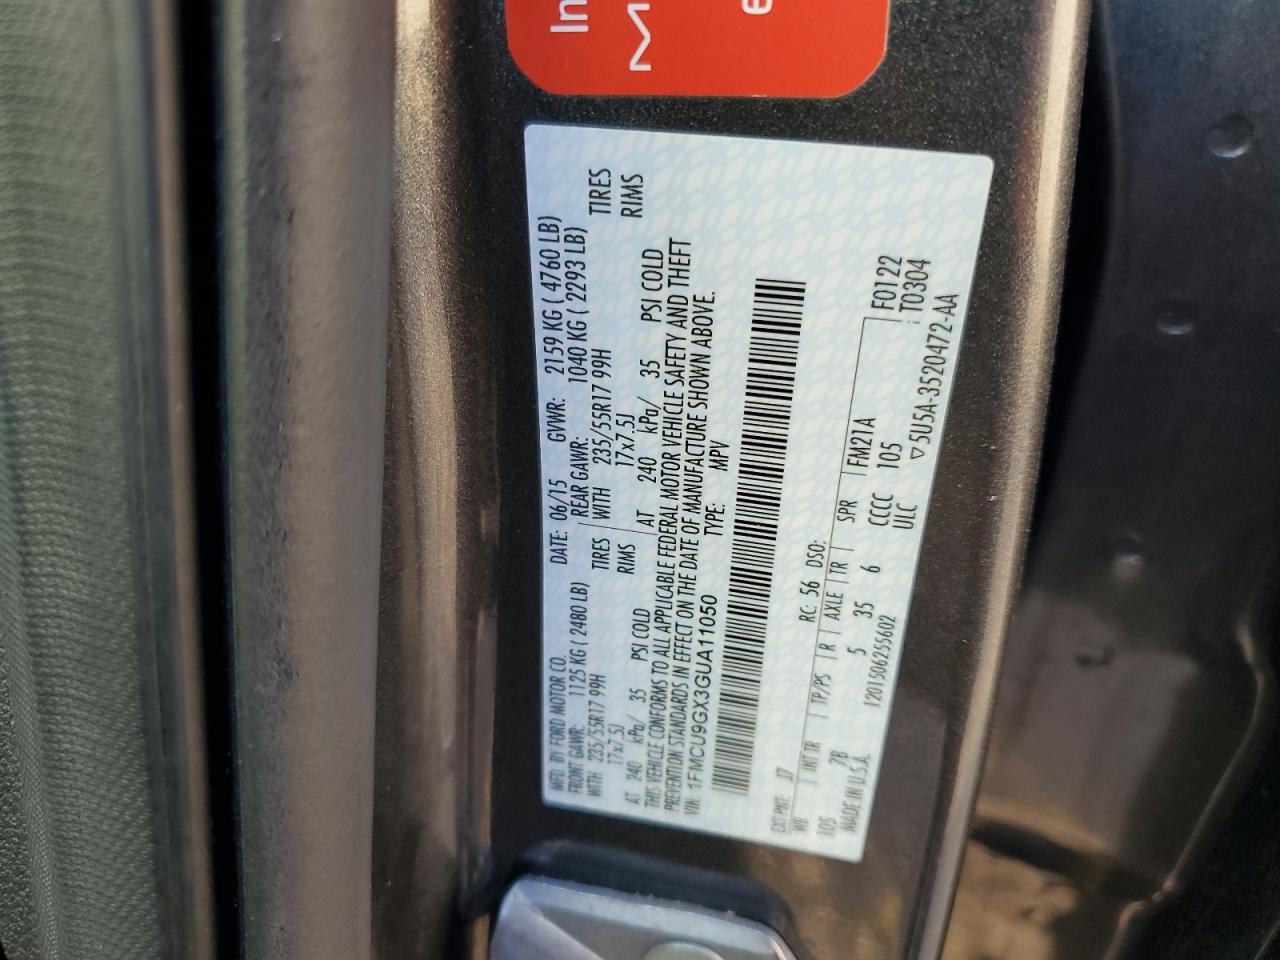 In
M
e
MFD BY FORD MOTOR CO. DATE: 06/15 GVWR: 2159 KG ( 4760 LB)
FRONT GAWR: 1125 KG ( 2480 LB) REAR GAWR: 1040 KG ( 2293 LB)
WITH 235/55R17 99H TIRES WITH 235/55R17 99H TIRES
17x7.5J RIMS 17x7.5J RIMS
AT 240 kPa/ 35 PSI COLD AT 240 kPa/ 35 PSI COLD
THIS VEHICLE CONFORMS TO ALL APPLICABLE FEDERAL MOTOR VEHICLE SAFETY AND THEFT
PREVENTION STANDARDS IN EFFECT ON THE DATE OF MANUFACTURE SHOWN ABOVE.
VIN: 1FMCU9GX3GUA11050 TYPE: MPV
EXT PNT: J7 RC: 56 DSO: F0122
WB INT TR TP/PS R AXLE TR SPR FM21A T0304
105 7B 5 35 6 CCCC 105
MADE IN U.S.A. 1201506255602 ULC ▽5U5A-3520472-AA